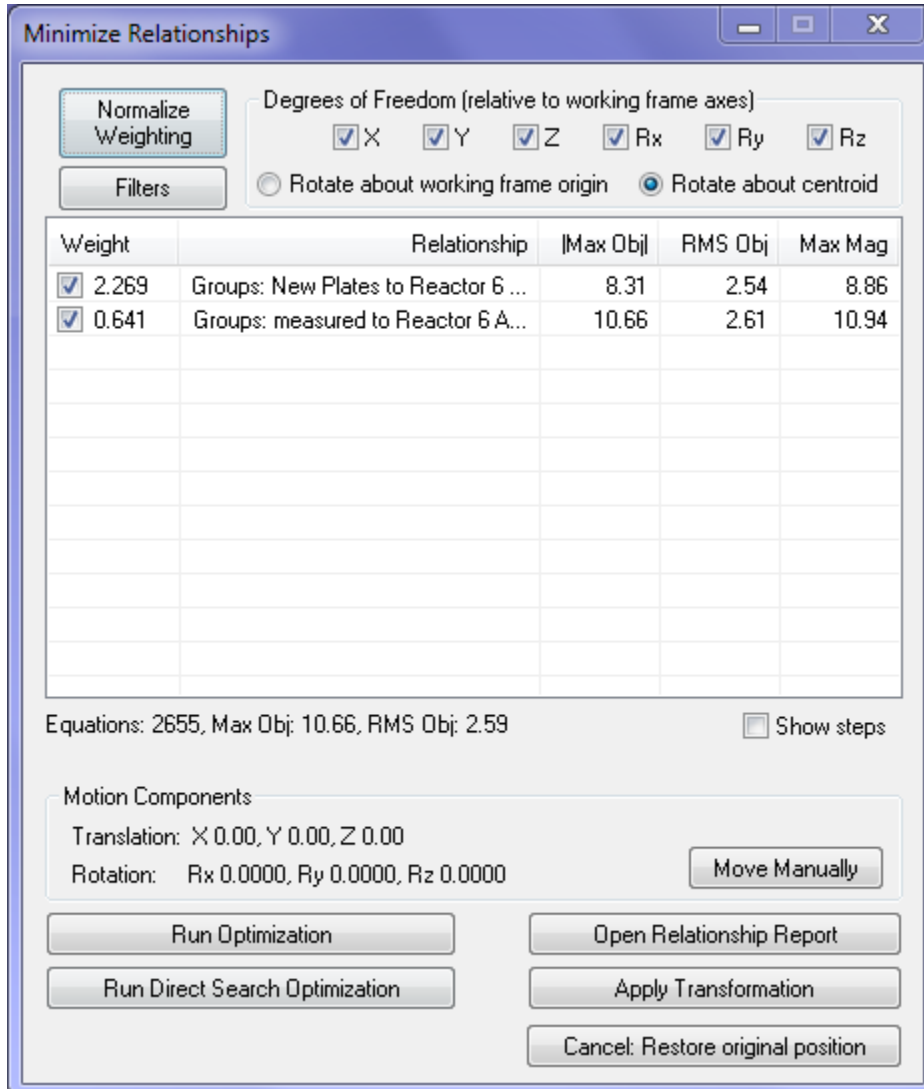 Minimize Relationships
Normalize
Weighting
Filters
Degrees of Freedom (relative to working frame axes)
X Y Z Rx Ry Rz
Rotate about working frame origin Rotate about centroid
Weight Relationship |Max Obj| RMS Obj Max Mag
2.269 Groups: New Plates to Reactor 6 ... 8.31 2.54 8.86
0.641 Groups: measured to Reactor 6 A... 10.66 2.61 10.94
Equations: 2655, Max Obj: 10.66, RMS Obj: 2.59
Show steps
Motion Components
Translation: X 0.00, Y 0.00, Z 0.00
Rotation: Rx 0.0000, Ry 0.0000, Rz 0.0000
Move Manually
Run Optimization
Open Relationship Report
Run Direct Search Optimization
Apply Transformation
Cancel: Restore original position